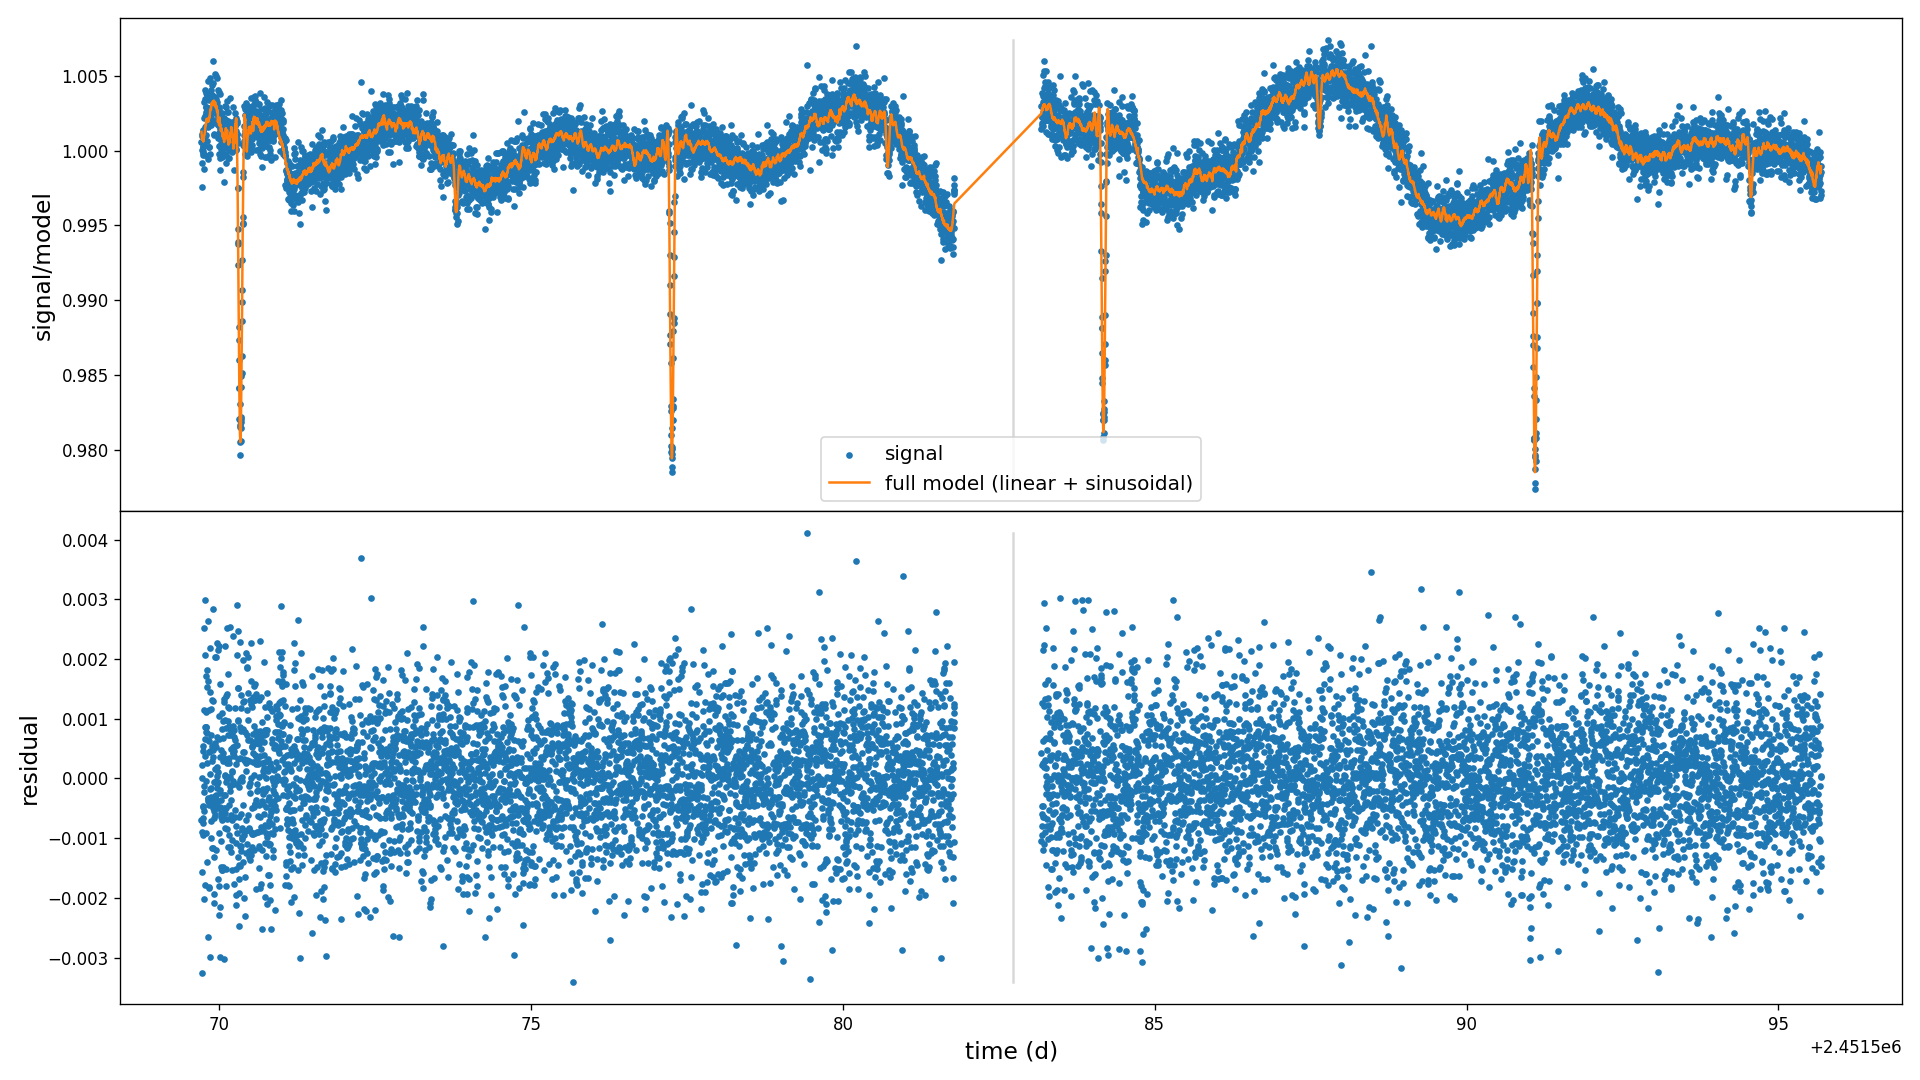 1.005
1.000
0.995
0.990
0.985
0.980
signal/model
signal
full model (linear + sinusoidal)
0.004
0.003
0.002
0.001
0.000
−0.001
−0.002
−0.003
residual
70 75 80 85 90 95
time (d)
+2.4515e6